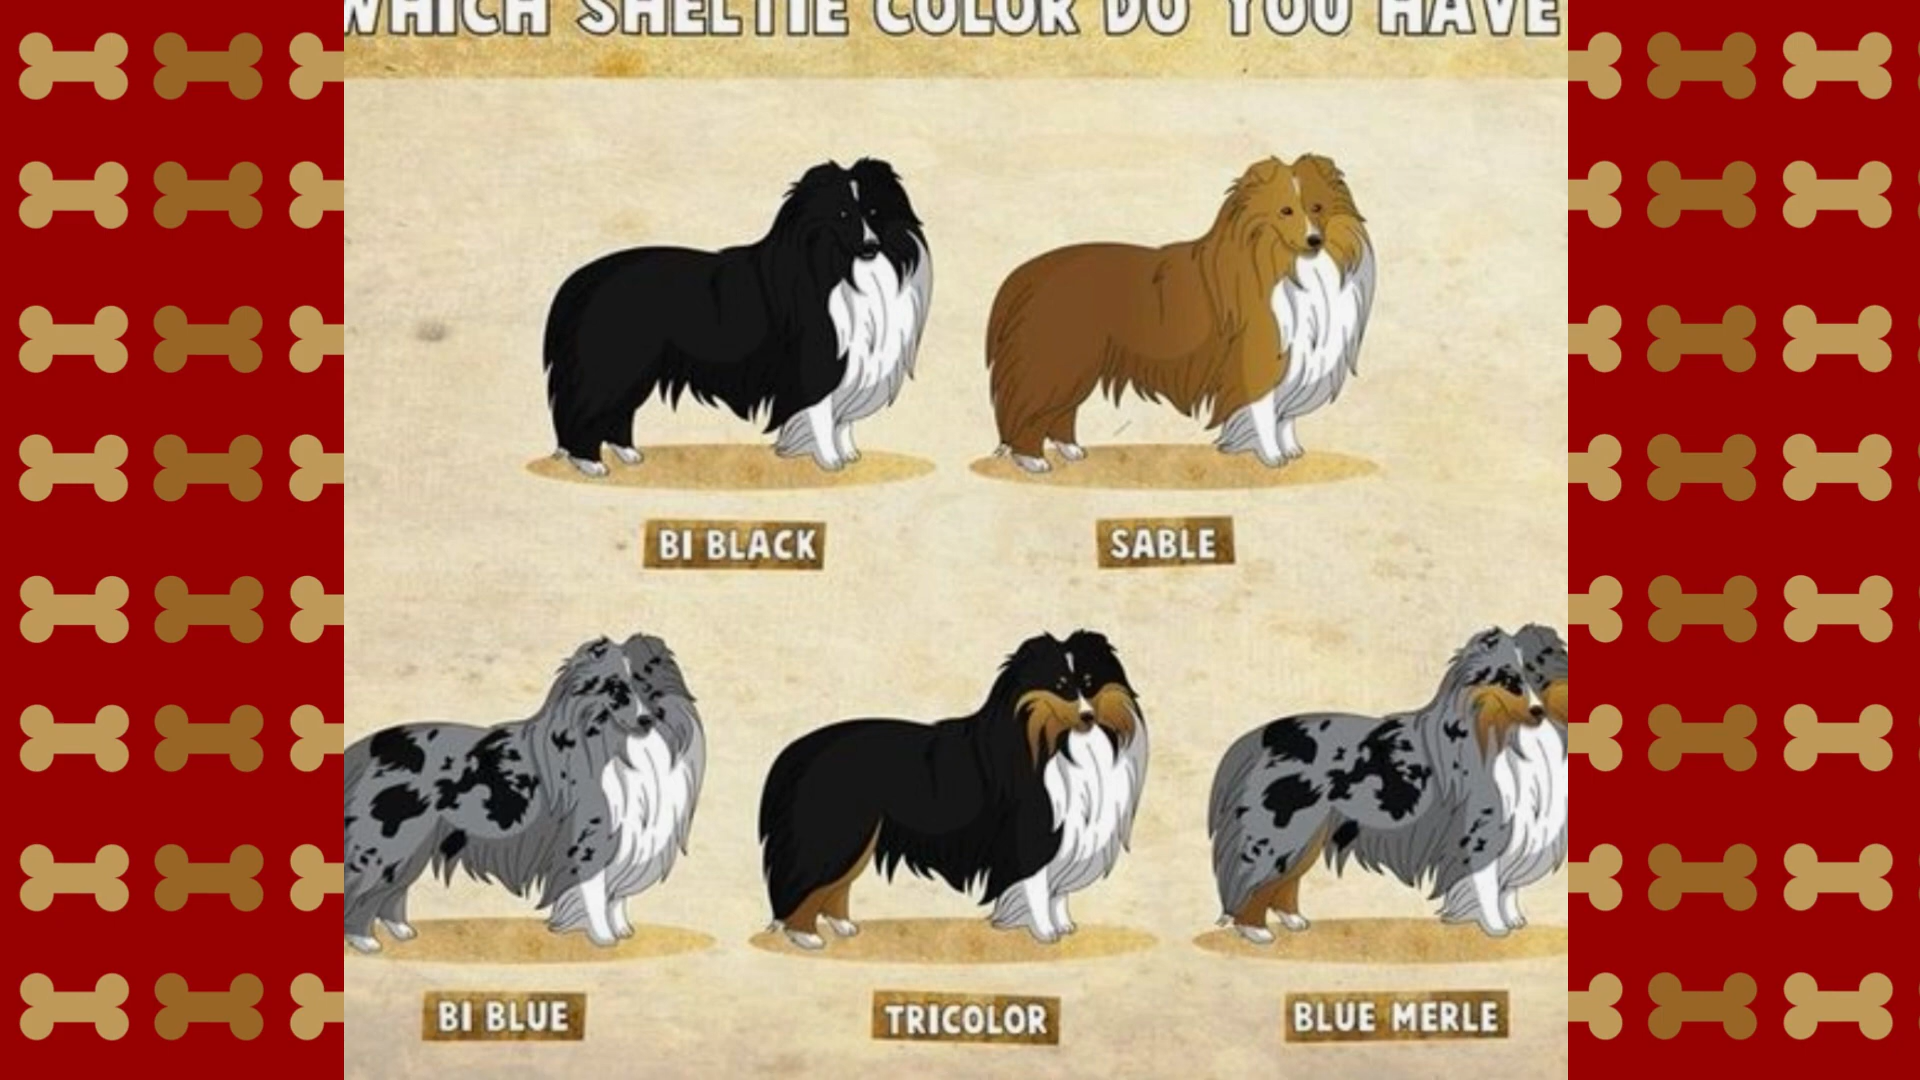 WHICH SHELTIE COLOR DO YOU HAVE
BI BLACK
SABLE
BI BLUE
TRICOLOR
BLUE MERLE